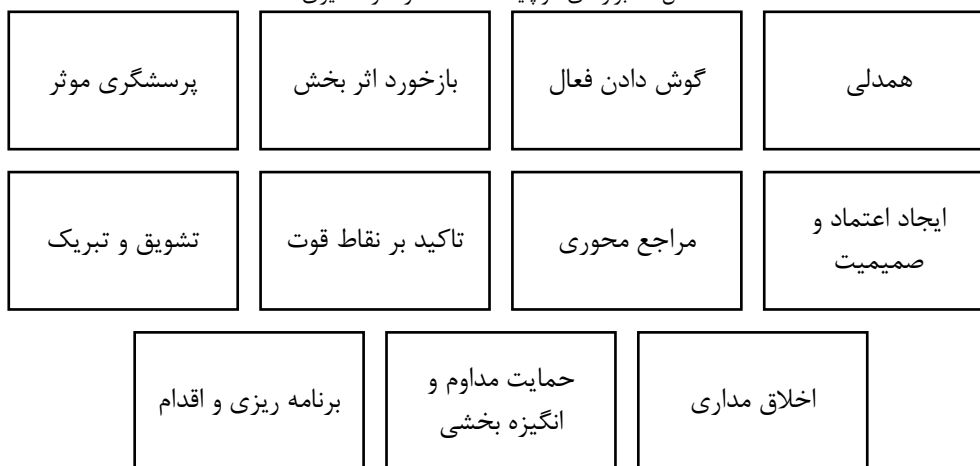 همدلی
گوش دادن فعال
بازخورد اثر بخش
پرسشگری موثر
ایجاد اعتماد و
صمیمیت
مراجع محوری
تاکید بر نقاط قوت
تشویق و تبریک
اخلاق مداری
حمایت مداوم و
انگیزه بخشی
برنامه ریزی و اقدام